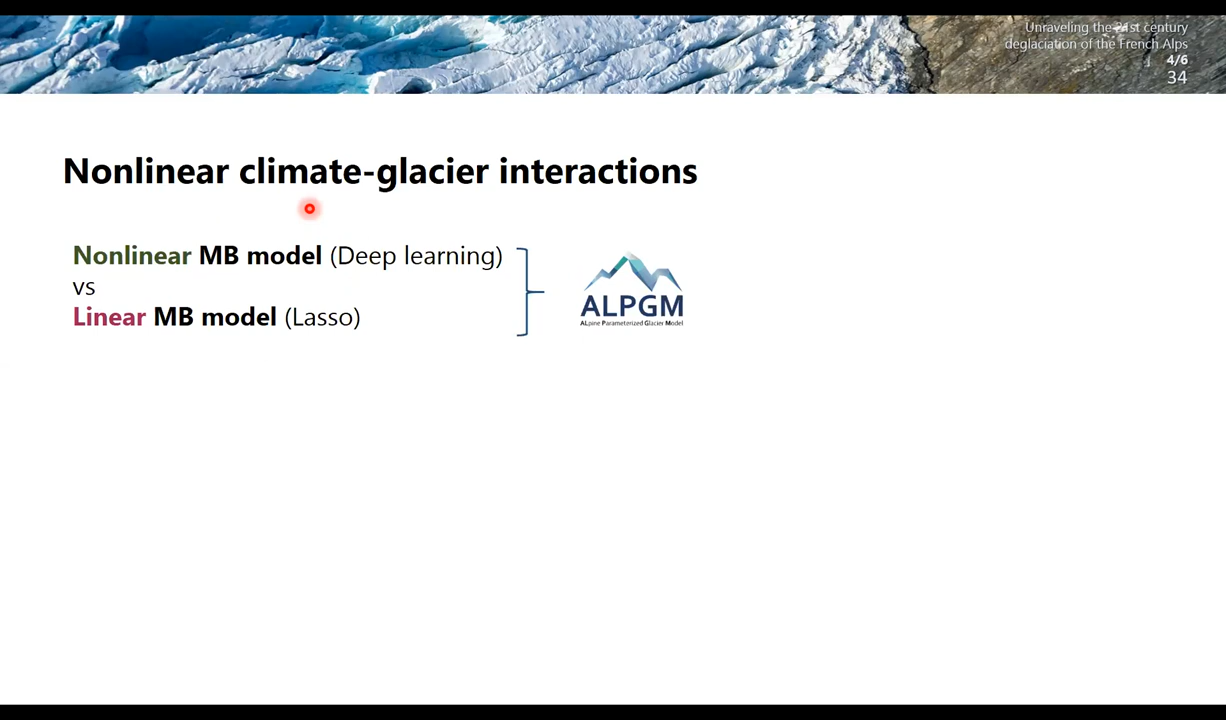 Unraveling the 21st century
deglaciation of the French Alps
4/6
34
Nonlinear climate-glacier interactions
Nonlinear MB model (Deep learning)
vs
Linear MB model (Lasso)
ALPGM
ALpine Parameterized Glacier Model